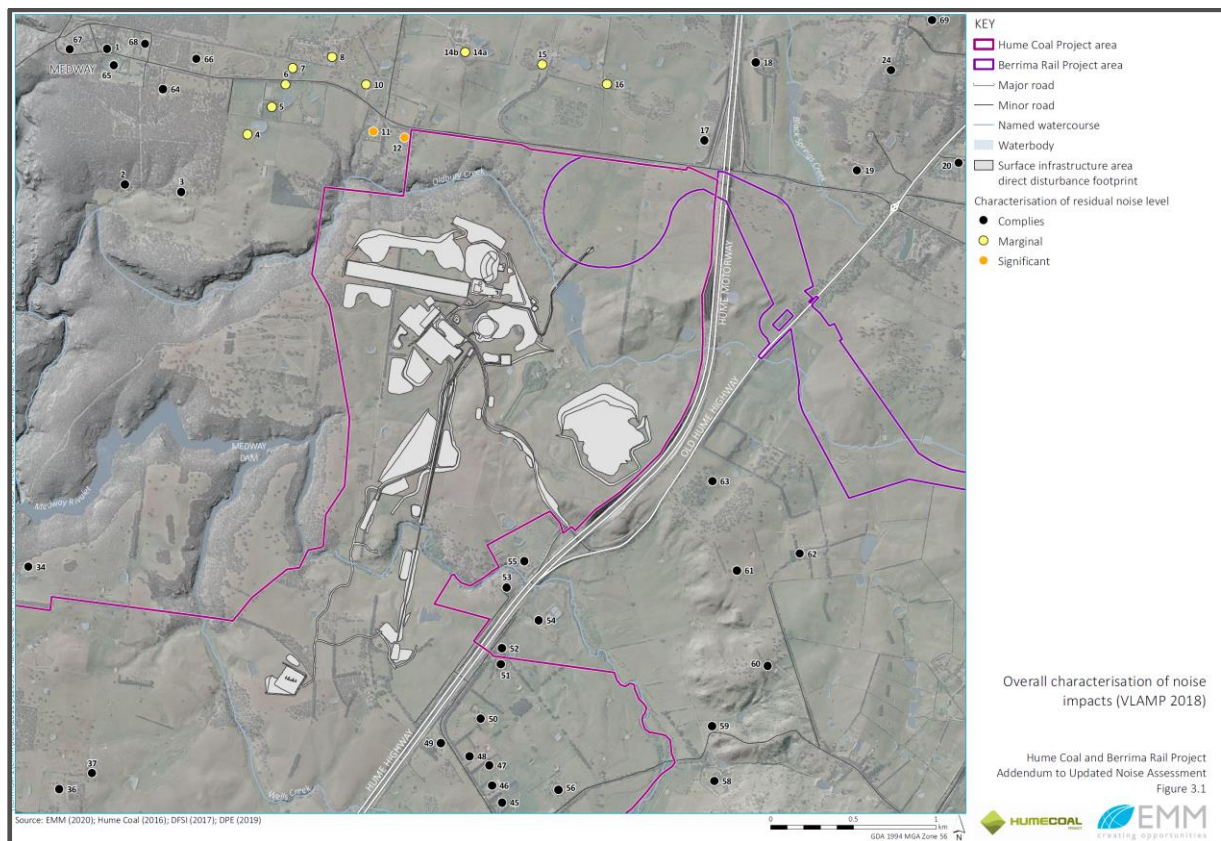 69
67
1
68
66
MEDWAY
65
64
8
7
6
14b
14a
15
10
16
18
24
5
4
11
12
17
Black Springs Creek
19
20
2
3
Oldbury Creek
HUME MOTORWAY
OLD HUME HIGHWAY
MEDWAY
DAM
Medway Rivulet
63
34
55
53
62
61
54
52
51
60
50
59
49
48
47
37
36
46
45
56
58
Wells Creek
HUME HIGHWAY
KEY
Hume Coal Project area
Berrima Rail Project area
Major road
Minor road
Named watercourse
Waterbody
Surface infrastructure area
direct disturbance footprint
Characterisation of residual noise level
Complies
Marginal
Significant
Overall characterisation of noise
impacts (VLAMP 2018)
Hume Coal and Berrima Rail Project
Addendum to Updated Noise Assessment
Figure 3.1
HUMECOAL
PROJECT
EMM
creating opportunities
Source: EMM (2020); Hume Coal (2016); DFSI (2017); DPE (2019)
0 0.5 1
km
GDA 1994 MGA Zone 56
N